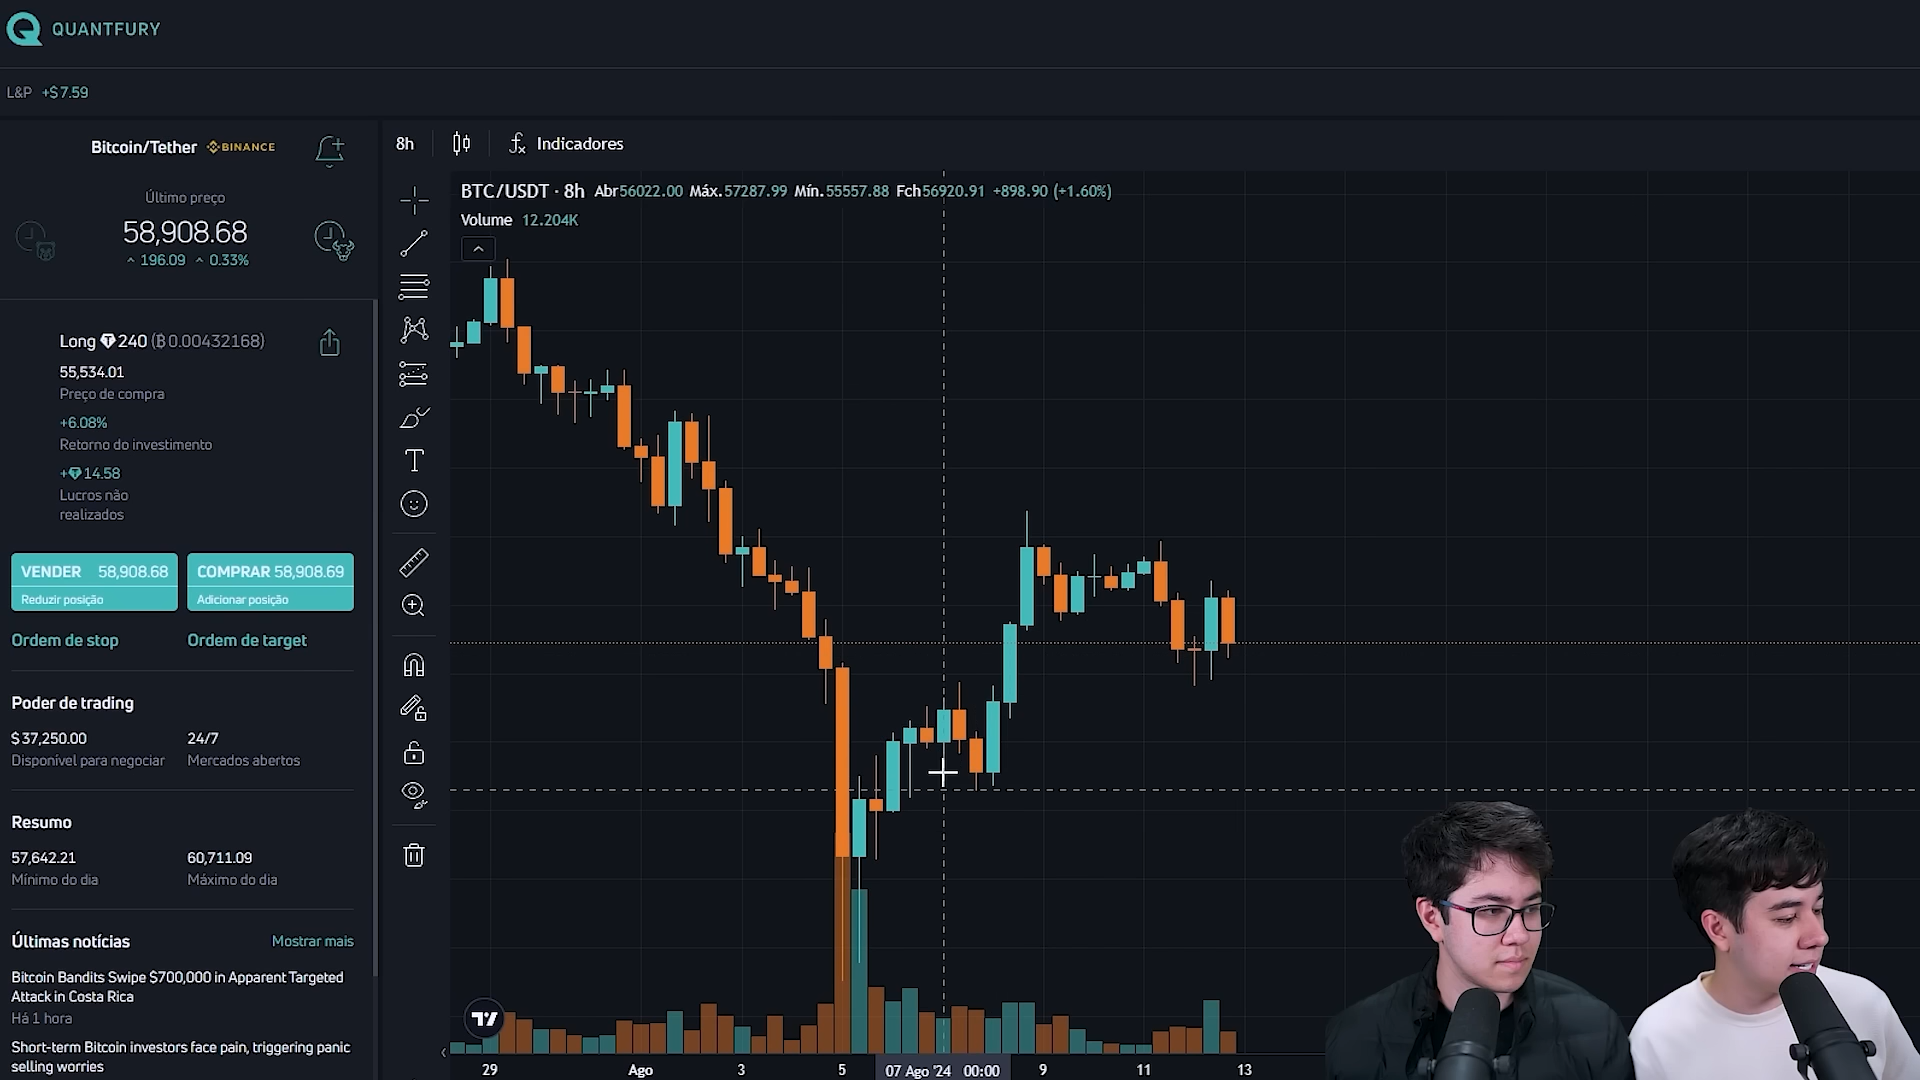 QUANTFURY
L&P +$7.59
Bitcoin/Tether BINANCE
Último preço
58,908.68
196.09 0.33%
Long 240 (₿0.00432168)
55,534.01
Preço de compra
+6.08%
Retorno do investimento
+14.58
Lucros não
realizados
VENDER 58,908.68
Reduzir posição
COMPRAR 58,908.69
Adicionar posição
Ordem de stop
Ordem de target
Poder de trading
$37,250.00
Disponível para negociar
24/7
Mercados abertos
Resumo
57,642.21
Mínimo do dia
60,711.09
Máximo do dia
Últimas notícias
Mostrar mais
Bitcoin Bandits Swipe $700,000 in Apparent Targeted
Attack in Costa Rica
Há 1 hora
Short-term Bitcoin investors face pain, triggering panic
selling worries
8h
Indicadores
BTC/USDT · 8h Abr56022.00 Máx.57287.99 Mín.55557.88 Fch56920.91 +898.90 (+1.60%)
Volume 12.204K
29 Ago 3 5 07 Ago '24 00:00 9 11 13